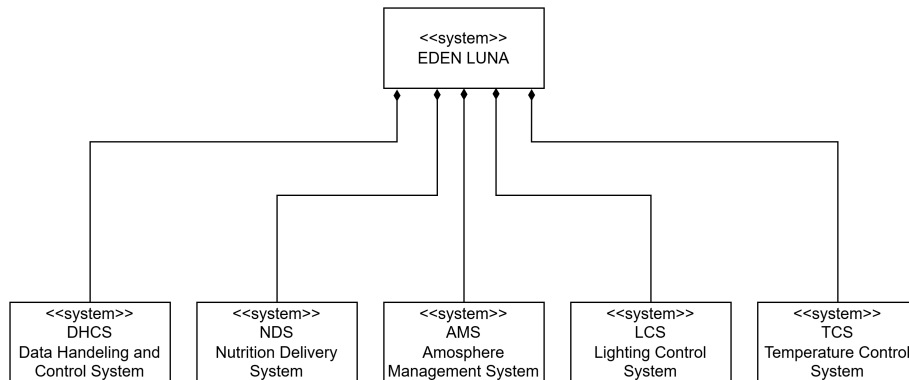 <<system>>
EDEN LUNA
<<system>>
DHCS
Data Handeling and
Control System
<<system>>
NDS
Nutrition Delivery
System
<<system>>
AMS
Amosphere
Management System
<<system>>
LCS
Lighting Control
System
<<system>>
TCS
Temperature Control
System